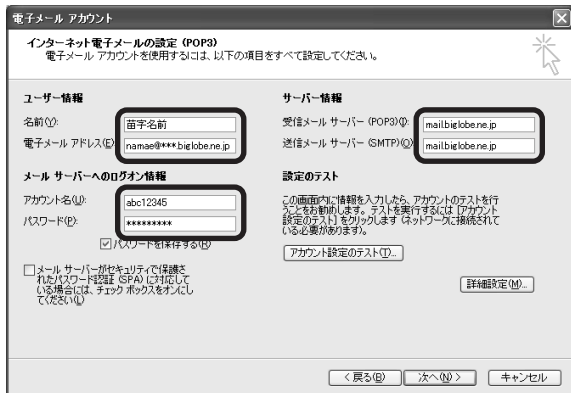 電子メール アカウント
インターネット電子メールの設定 (POP3)
電子メール アカウントを使用するには、以下の項目をすべて設定してください。
ユーザー情報
名前(Y):
苗字名前
電子メール アドレス(E)
namae@***.biglobe.ne.jp
メール サーバーへのログオン情報
アカウント名(U):
abc12345
パスワード(P):
*********
パスワードを保存する(R)
メール サーバーがセキュリティで保護さ
れたパスワード認証 (SPA) に対応して
いる場合には、チェック ボックスをオンにし
てください(L)
サーバー情報
受信メール サーバー (POP3)(I):
mail.biglobe.ne.jp
送信メール サーバー (SMTP)(O)
mail.biglobe.ne.jp
設定のテスト
この画面内に情報を入力したら、アカウントのテストを行
うことをお勧めします。テストを実行するには [アカウント
設定のテスト] をクリックします (ネットワークに接続されて
いる必要があります)。
アカウント設定のテスト(T)...
詳細設定(M)...
< 戻る(B)
次へ(N) >
キャンセル